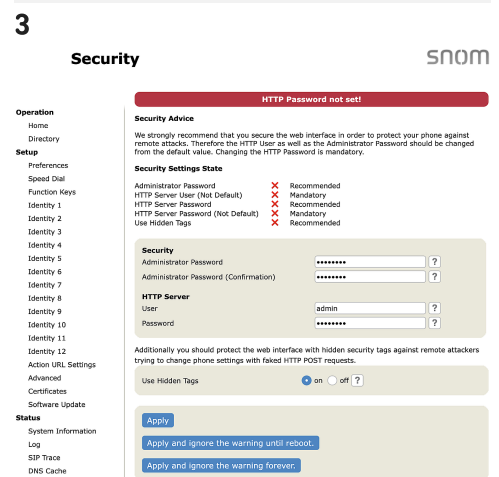 3
Security
snom
HTTP Password not set!
Operation
Home
Directory
Setup
Preferences
Speed Dial
Function Keys
Identity 1
Identity 2
Identity 3
Identity 4
Identity 5
Identity 6
Identity 7
Identity 8
Identity 9
Identity 10
Identity 11
Identity 12
Action URL Settings
Advanced
Certificates
Software Update
Status
System Information
Log
SIP Trace
DNS Cache
Security Advice
We strongly recommend that you secure the web interface in order to protect your phone against
remote attacks. Therefore the HTTP User as well as the Administrator Password should be changed
from the default value. Changing the HTTP Password is mandatory.
Security Settings State
Administrator Password ✕ Recommended
HTTP Server User (Not Default) ✕ Mandatory
HTTP Server Password ✕ Recommended
HTTP Server Password (Not Default) ✕ Mandatory
Use Hidden Tags ✕ Recommended
Security
Administrator Password •••••••• ?
Administrator Password (Confirmation) •••••••• ?
HTTP Server
User admin ?
Password •••••••• ?
Additionally you should protect the web interface with hidden security tags against remote attackers
trying to change phone settings with faked HTTP POST requests.
Use Hidden Tags on off ?
Apply
Apply and ignore the warning until reboot.
Apply and ignore the warning forever.